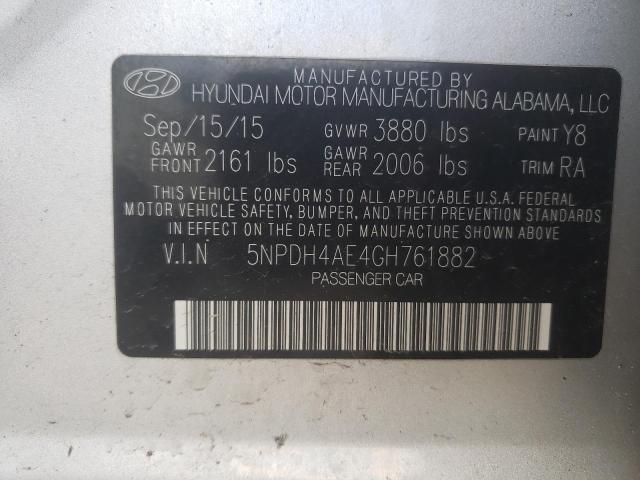 MANUFACTURED BY
HYUNDAI MOTOR MANUFACTURING ALABAMA, LLC
Sep/15/15 GVWR 3880 lbs PAINT Y8
GAWR FRONT 2161 lbs GAWR REAR 2006 lbs TRIM RA
THIS VEHICLE CONFORMS TO ALL APPLICABLE U.S.A. FEDERAL
MOTOR VEHICLE SAFETY, BUMPER, AND THEFT PREVENTION STANDARDS
IN EFFECT ON THE DATE OF MANUFACTURE SHOWN ABOVE
V.I.N 5NPDH4AE4GH761882
PASSENGER CAR